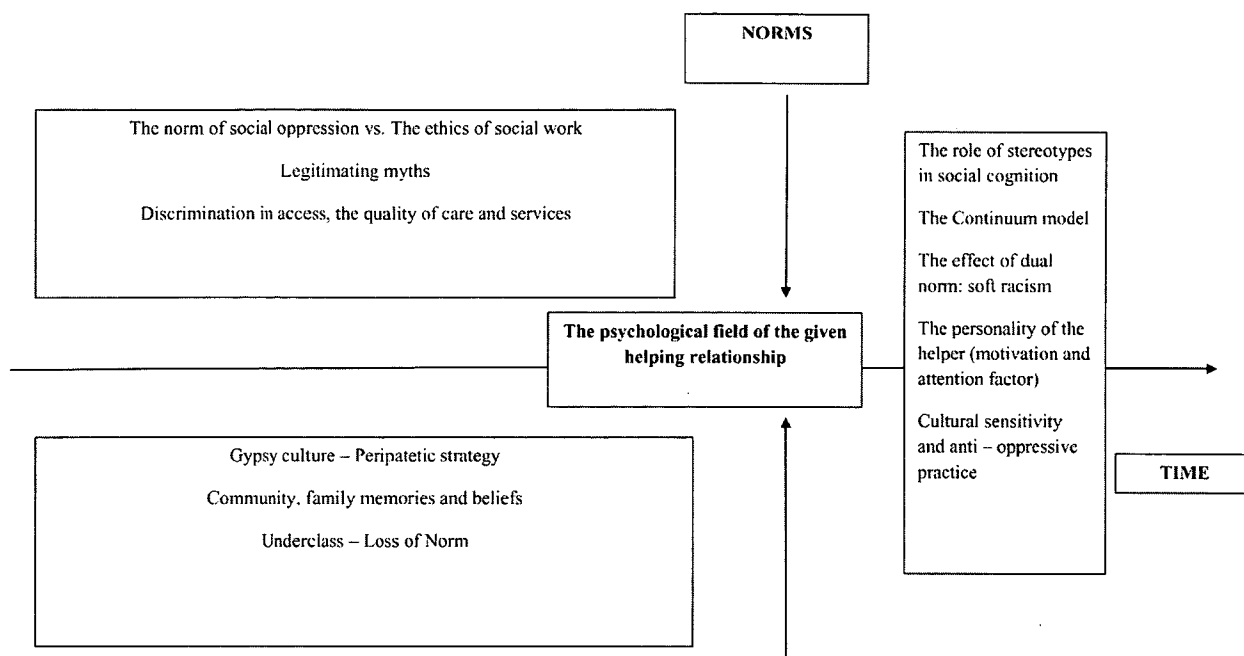 NORMS
The norm of social oppression vs. The ethics of social work
Legitimating myths
Discrimination in access, the quality of care and services
The role of stereotypes
in social cognition
The Continuum model
The effect of dual
norm: soft racism
The personality of the
helper (motivation and
attention factor)
Cultural sensitivity
and anti – oppressive
practice
The psychological field of the given
helping relationship
Gypsy culture – Peripatetic strategy
Community, family memories and beliefs
Underclass – Loss of Norm
TIME